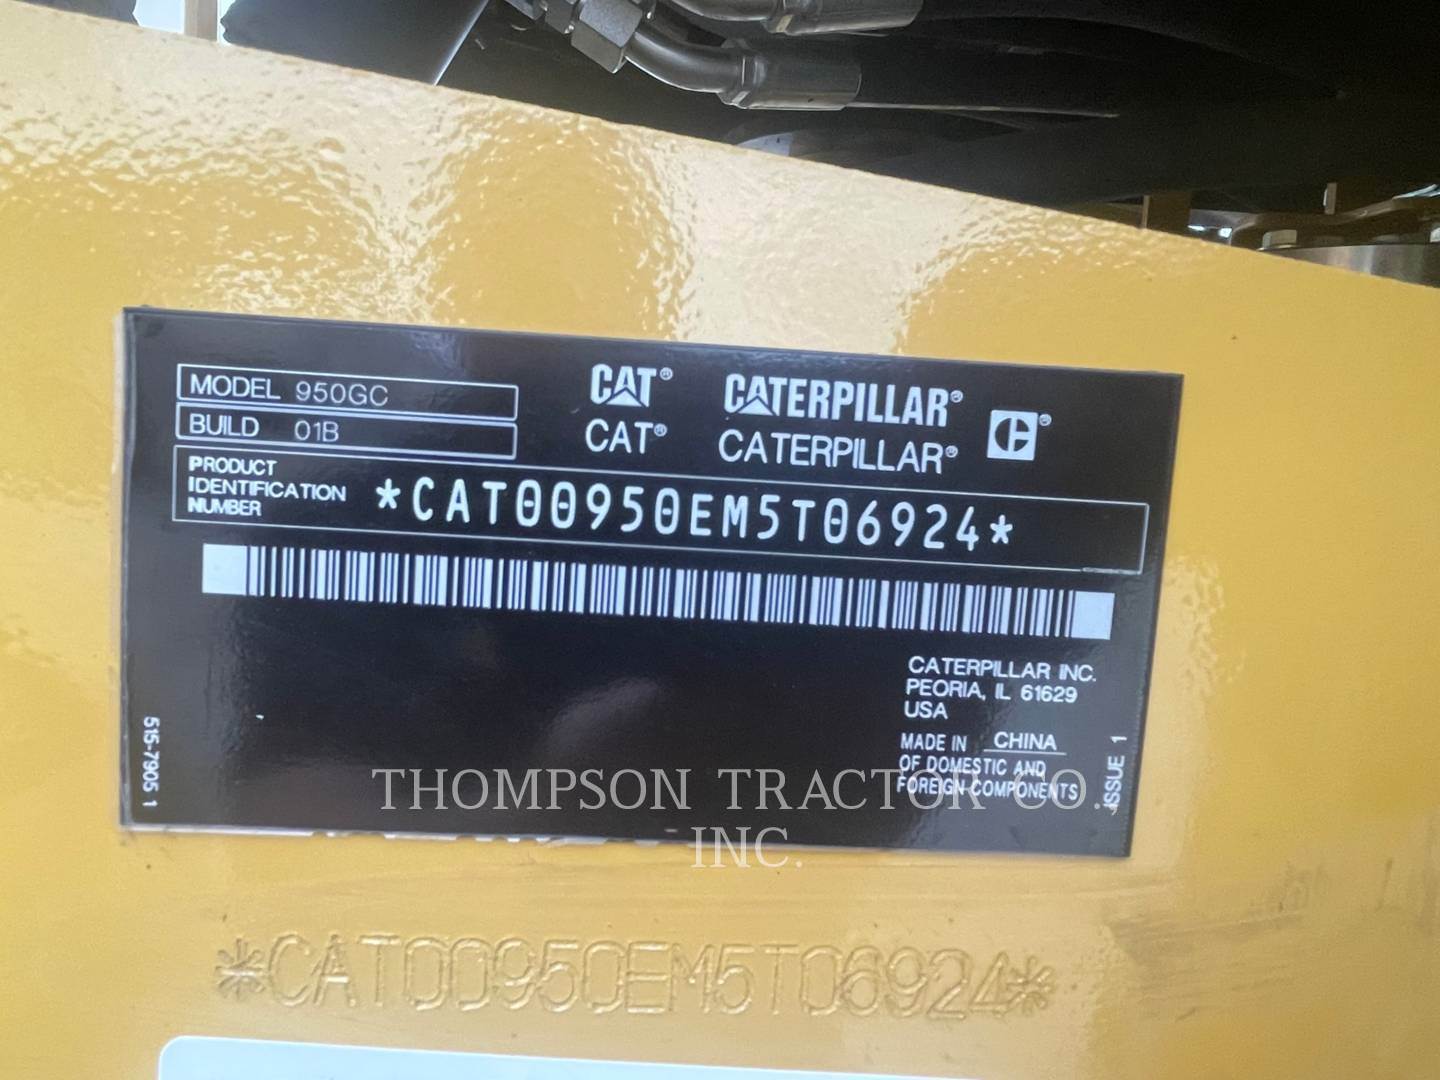 MODEL 950GC
BUILD 01B
CAT® CATERPILLAR® C®
CAT® CATERPILLAR®
PRODUCT
IDENTIFICATION
NUMBER
*CAT00950EM5T06924*
CATERPILLAR INC.
PEORIA, IL 61629
USA
MADE IN CHINA
OF DOMESTIC AND
FOREIGN COMPONENTS
515-7905 1
ISSUE 1
THOMPSON TRACTOR CO.,
INC.
*CAT00950EM5T06924*